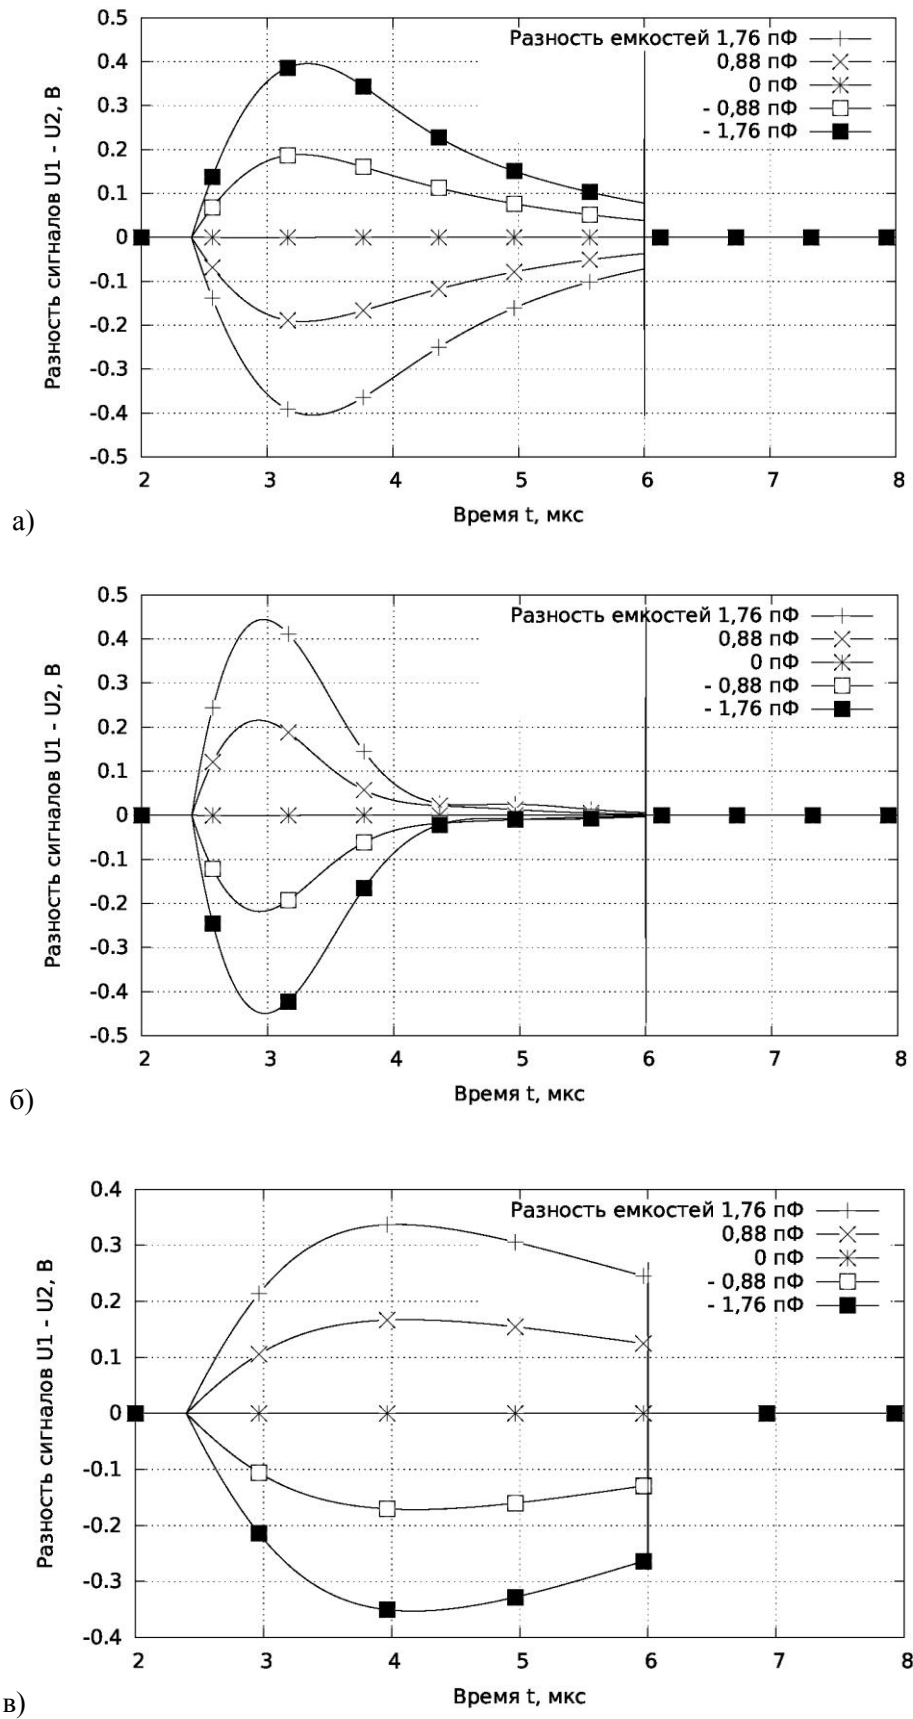 0.5
Разность емкостей 1,76 пФ
0.4
0,88 пФ
0 пФ
0.3
- 0,88 пФ
- 1,76 пФ
0.2
0.1
0
-0.1
-0.2
-0.3
-0.4
-0.5
Разность сигналов U1 - U2, В
2 3 4 5 6 7 8
Время t, мкс
а)
0.5
Разность емкостей 1,76 пФ
0.4
0,88 пФ
0 пФ
0.3
- 0,88 пФ
- 1,76 пФ
0.2
0.1
0
-0.1
-0.2
-0.3
-0.4
-0.5
Разность сигналов U1 - U2, В
2 3 4 5 6 7 8
Время t, мкс
б)
0.4
Разность емкостей 1,76 пФ
0,88 пФ
0.3
0 пФ
- 0,88 пФ
0.2
- 1,76 пФ
0.1
0
-0.1
-0.2
-0.3
-0.4
Разность сигналов U1 - U2, В
2 3 4 5 6 7 8
Время t, мкс
в)